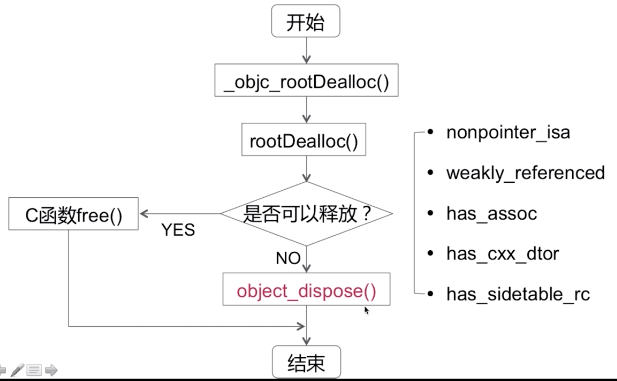 开始
_objc_rootDealloc()
rootDealloc()
是否可以释放？
YES
C函数free()
NO
object_dispose()
结束
• nonpointer_isa
• weakly_referenced
• has_assoc
• has_cxx_dtor
• has_sidetable_rc